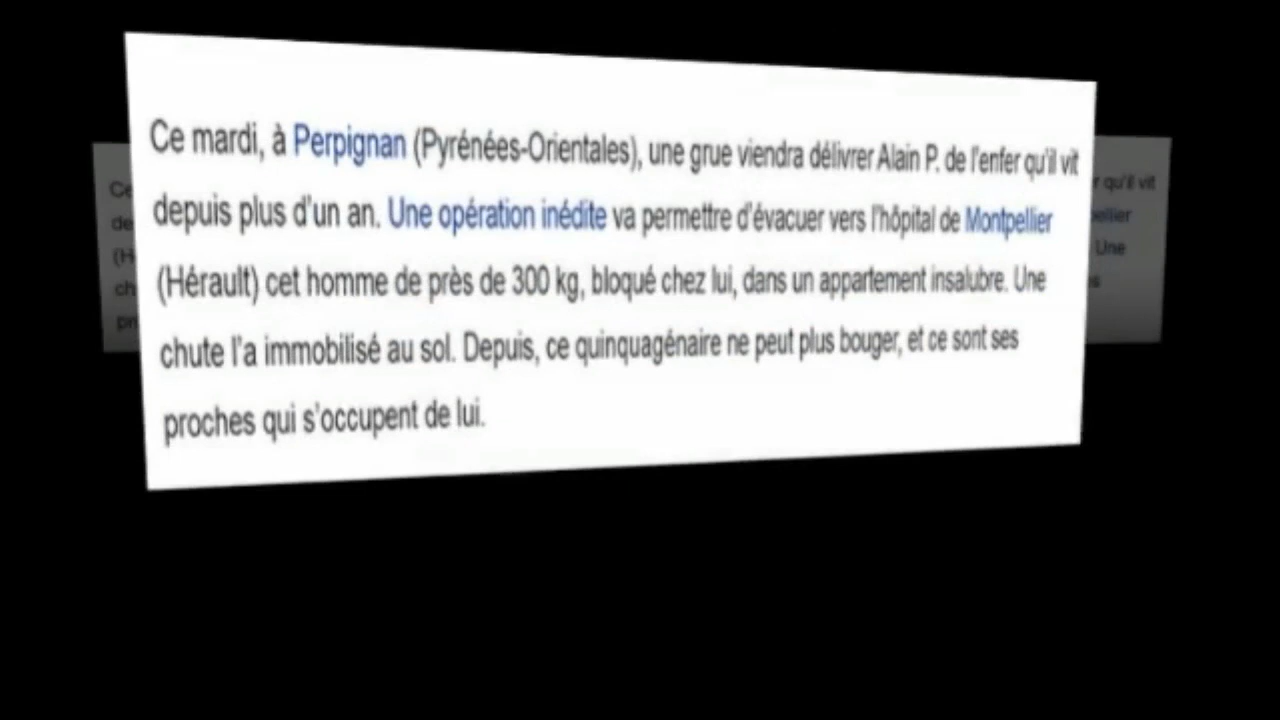 Ce mardi, à Perpignan (Pyrénées-Orientales), une grue viendra délivrer Alain P. de l'enfer qu'il vit
depuis plus d'un an. Une opération inédite va permettre d'évacuer vers l'hôpital de Montpellier
(Hérault) cet homme de près de 300 kg, bloqué chez lui, dans un appartement insalubre. Une
chute l'a immobilisé au sol. Depuis, ce quinquagénaire ne peut plus bouger, et ce sont ses
proches qui s'occupent de lui.